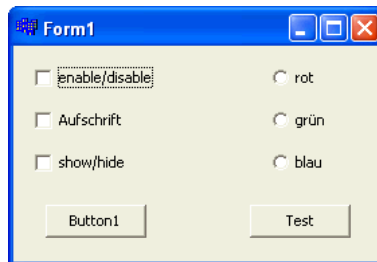 Form1
enable/disable
rot
Aufschrift
grün
show/hide
blau
Button1
Test